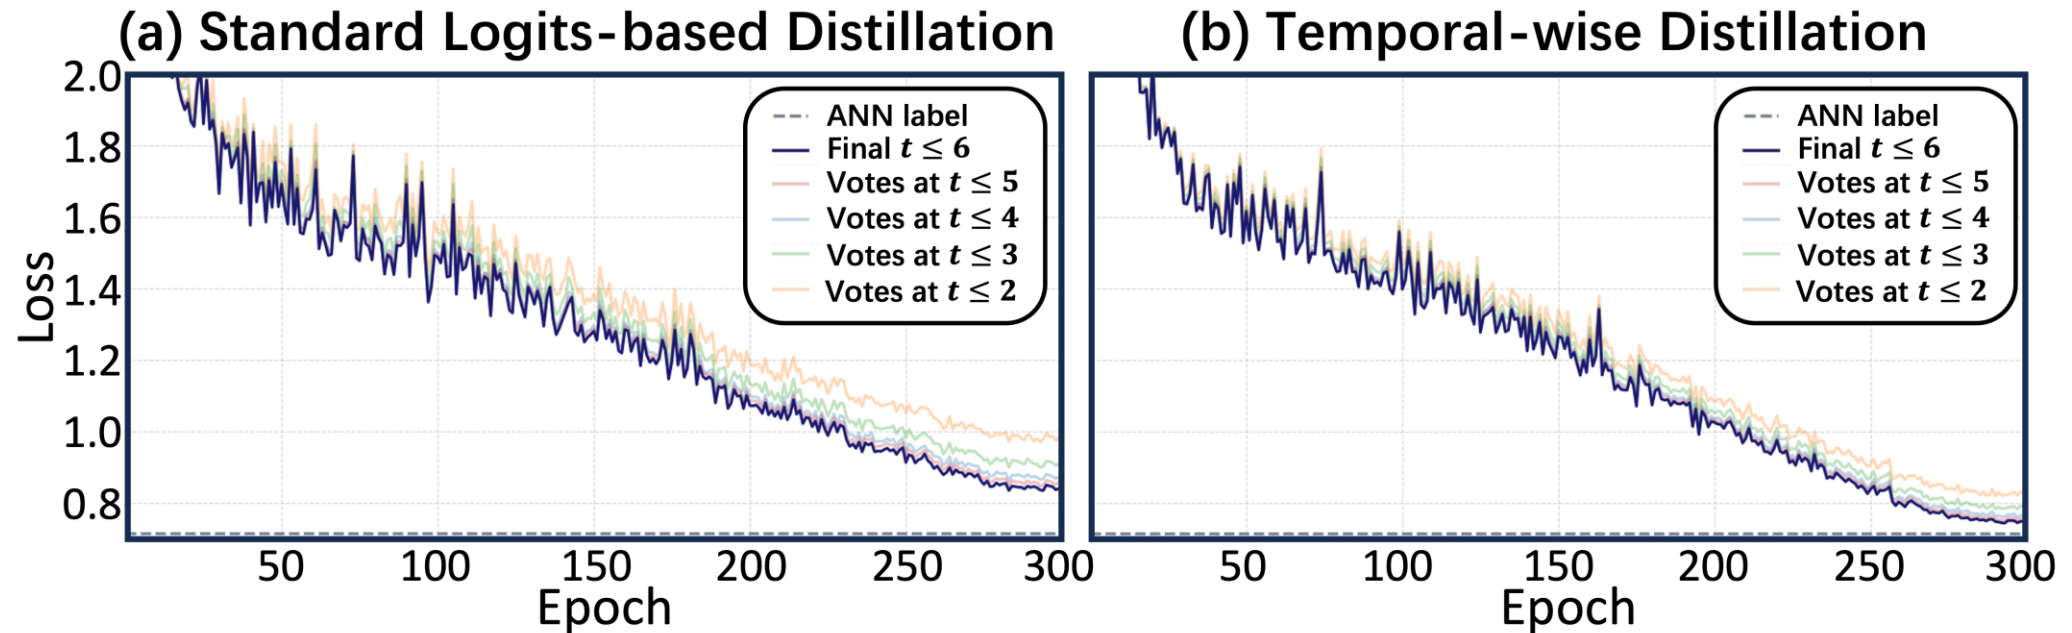 (a) Standard Logits-based Distillation
2.0
1.8
1.6
1.4
1.2
1.0
0.8
Loss
ANN label
Final t ≤ 6
Votes at t ≤ 5
Votes at t ≤ 4
Votes at t ≤ 3
Votes at t ≤ 2
50 100 150 200 250 300
Epoch
(b) Temporal-wise Distillation
ANN label
Final t ≤ 6
Votes at t ≤ 5
Votes at t ≤ 4
Votes at t ≤ 3
Votes at t ≤ 2
50 100 150 200 250 300
Epoch